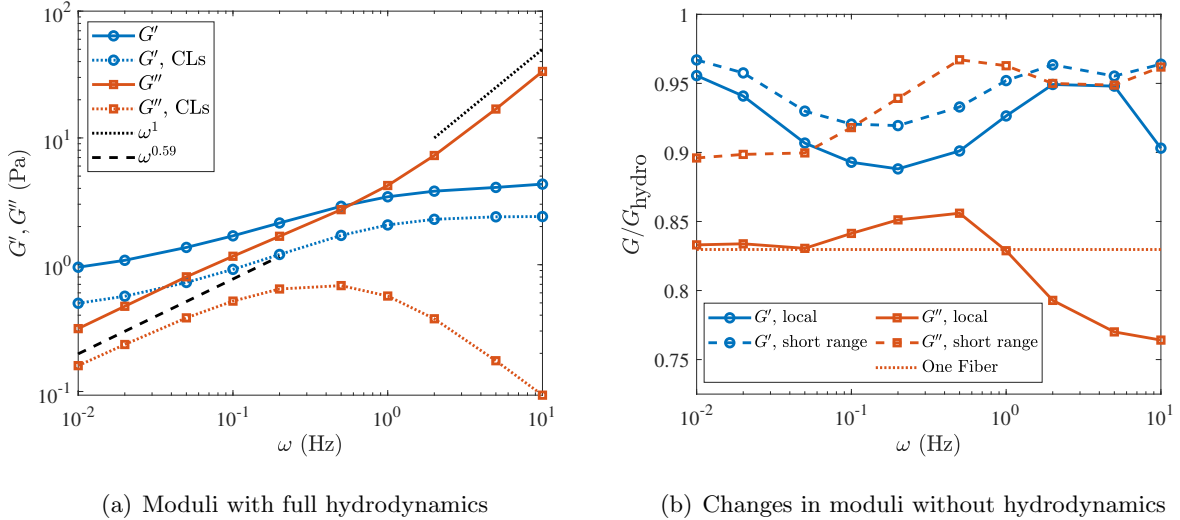 10^2
10^1
10^0
10^-1
G′, G″ (Pa)
G′
G′, CLs
G″
G″, CLs
ω^1
ω^0.59
10^-2
10^-1
10^0
10^1
ω (Hz)
(a) Moduli with full hydrodynamics
1
0.95
0.9
0.85
0.8
0.75
G/G_hydro
G′, local
G″, local
G′, short range
G″, short range
One Fiber
10^-2
10^-1
10^0
10^1
ω (Hz)
(b) Changes in moduli without hydrodynamics